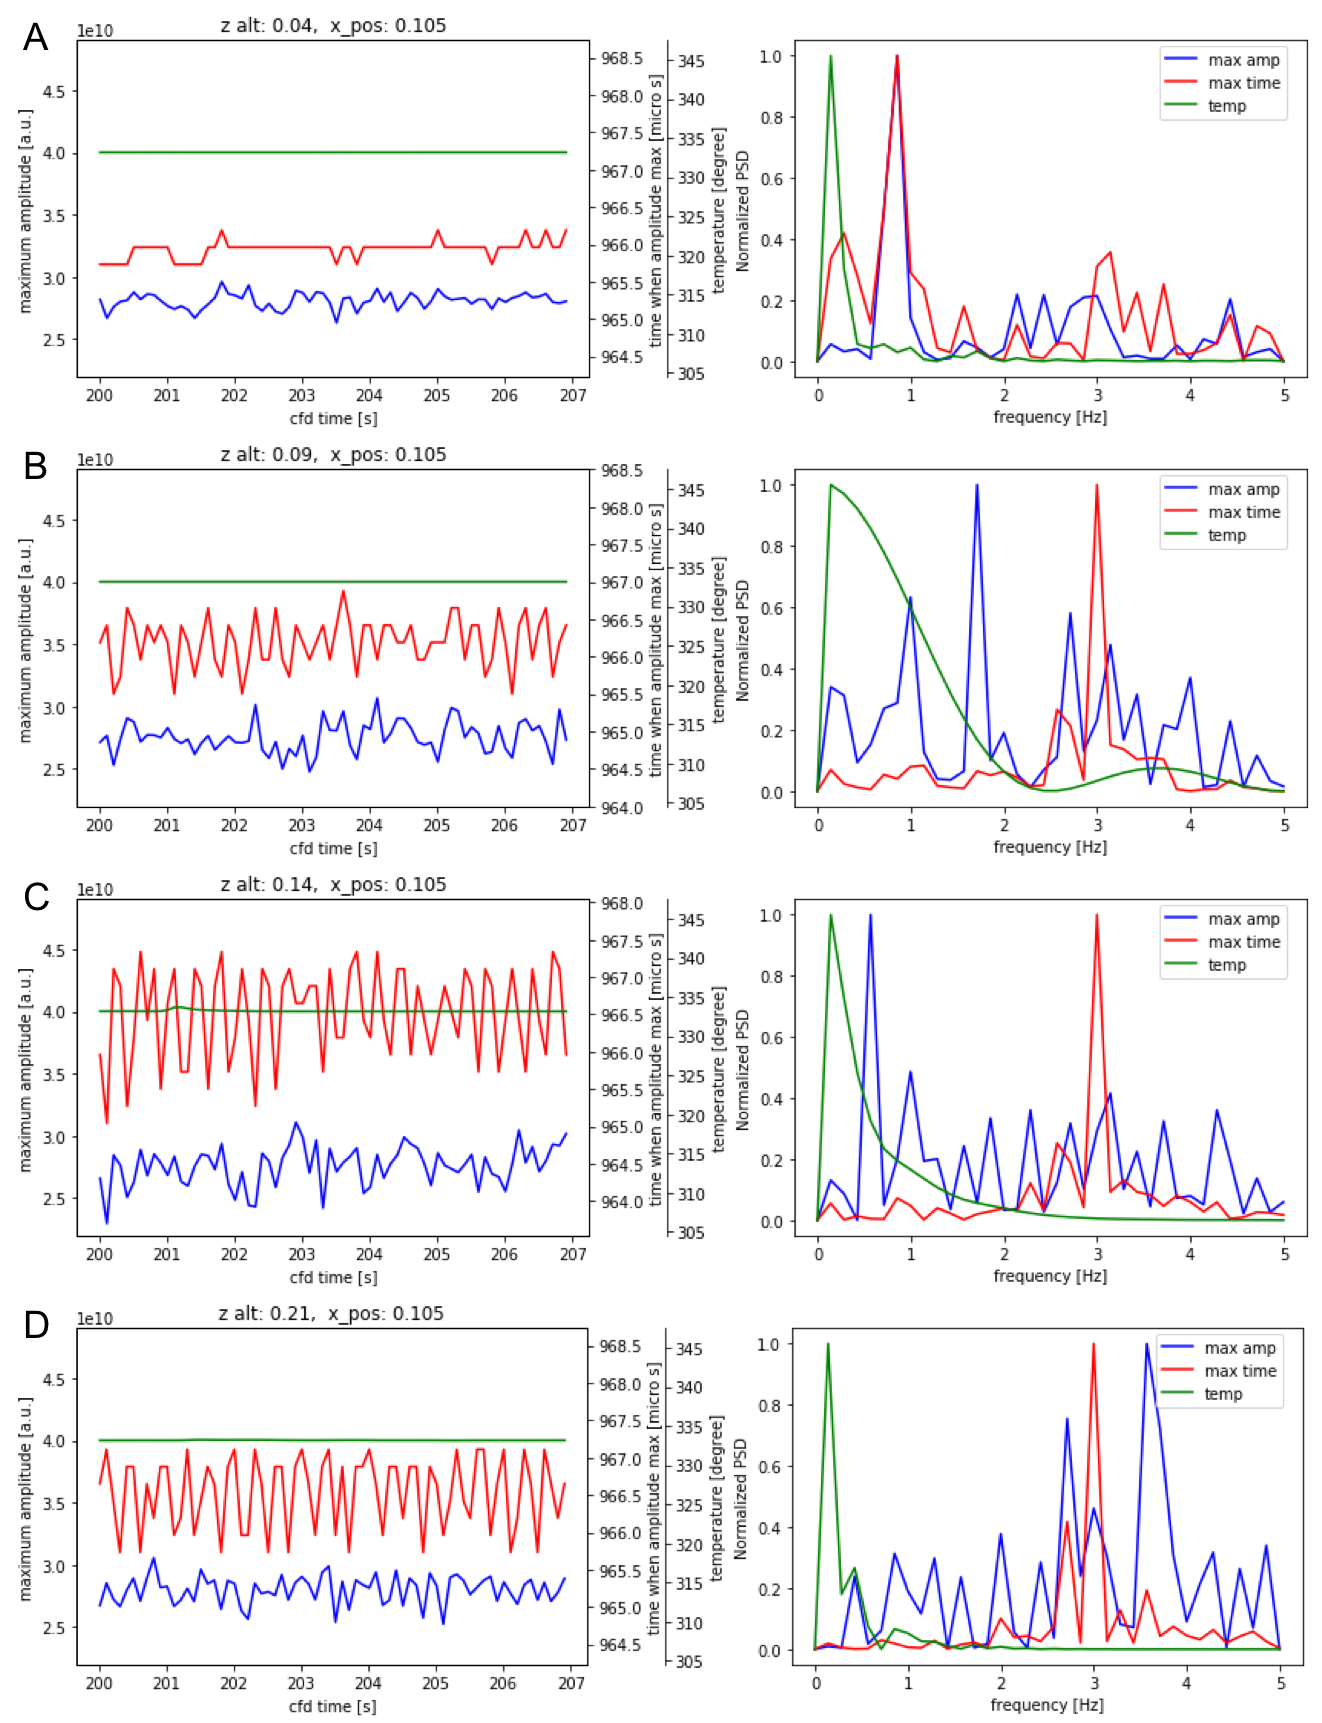 A
z alt: 0.04, x_pos: 0.105
1e10
4.5
4.0
3.5
3.0
2.5
maximum amplitude [a.u.]
200 201 202 203 204 205 206 207
cfd time [s]
968.5
968.0
967.5
967.0
966.5
966.0
965.5
965.0
964.5
time when amplitude max [micro s]
345
340
335
330
325
320
315
310
305
temperature [degree]
1.0
0.8
0.6
0.4
0.2
0.0
Normalized PSD
max amp
max time
temp
0 1 2 3 4 5
frequency [Hz]
B
z alt: 0.09, x_pos: 0.105
1e10
4.5
4.0
3.5
3.0
2.5
maximum amplitude [a.u.]
200 201 202 203 204 205 206 207
cfd time [s]
968.5
968.0
967.5
967.0
966.5
966.0
965.5
965.0
964.5
964.0
time when amplitude max [micro s]
345
340
335
330
325
320
315
310
305
temperature [degree]
1.0
0.8
0.6
0.4
0.2
0.0
Normalized PSD
max amp
max time
temp
0 1 2 3 4 5
frequency [Hz]
C
z alt: 0.14, x_pos: 0.105
1e10
4.5
4.0
3.5
3.0
2.5
maximum amplitude [a.u.]
200 201 202 203 204 205 206 207
cfd time [s]
968.0
967.5
967.0
966.5
966.0
965.5
965.0
964.5
964.0
time when amplitude max [micro s]
345
340
335
330
325
320
315
310
305
temperature [degree]
1.0
0.8
0.6
0.4
0.2
0.0
Normalized PSD
max amp
max time
temp
0 1 2 3 4 5
frequency [Hz]
D
z alt: 0.21, x_pos: 0.105
1e10
4.5
4.0
3.5
3.0
2.5
maximum amplitude [a.u.]
200 201 202 203 204 205 206 207
cfd time [s]
968.5
968.0
967.5
967.0
966.5
966.0
965.5
965.0
964.5
time when amplitude max [micro s]
345
340
335
330
325
320
315
310
305
temperature [degree]
1.0
0.8
0.6
0.4
0.2
0.0
Normalized PSD
max amp
max time
temp
0 1 2 3 4 5
frequency [Hz]